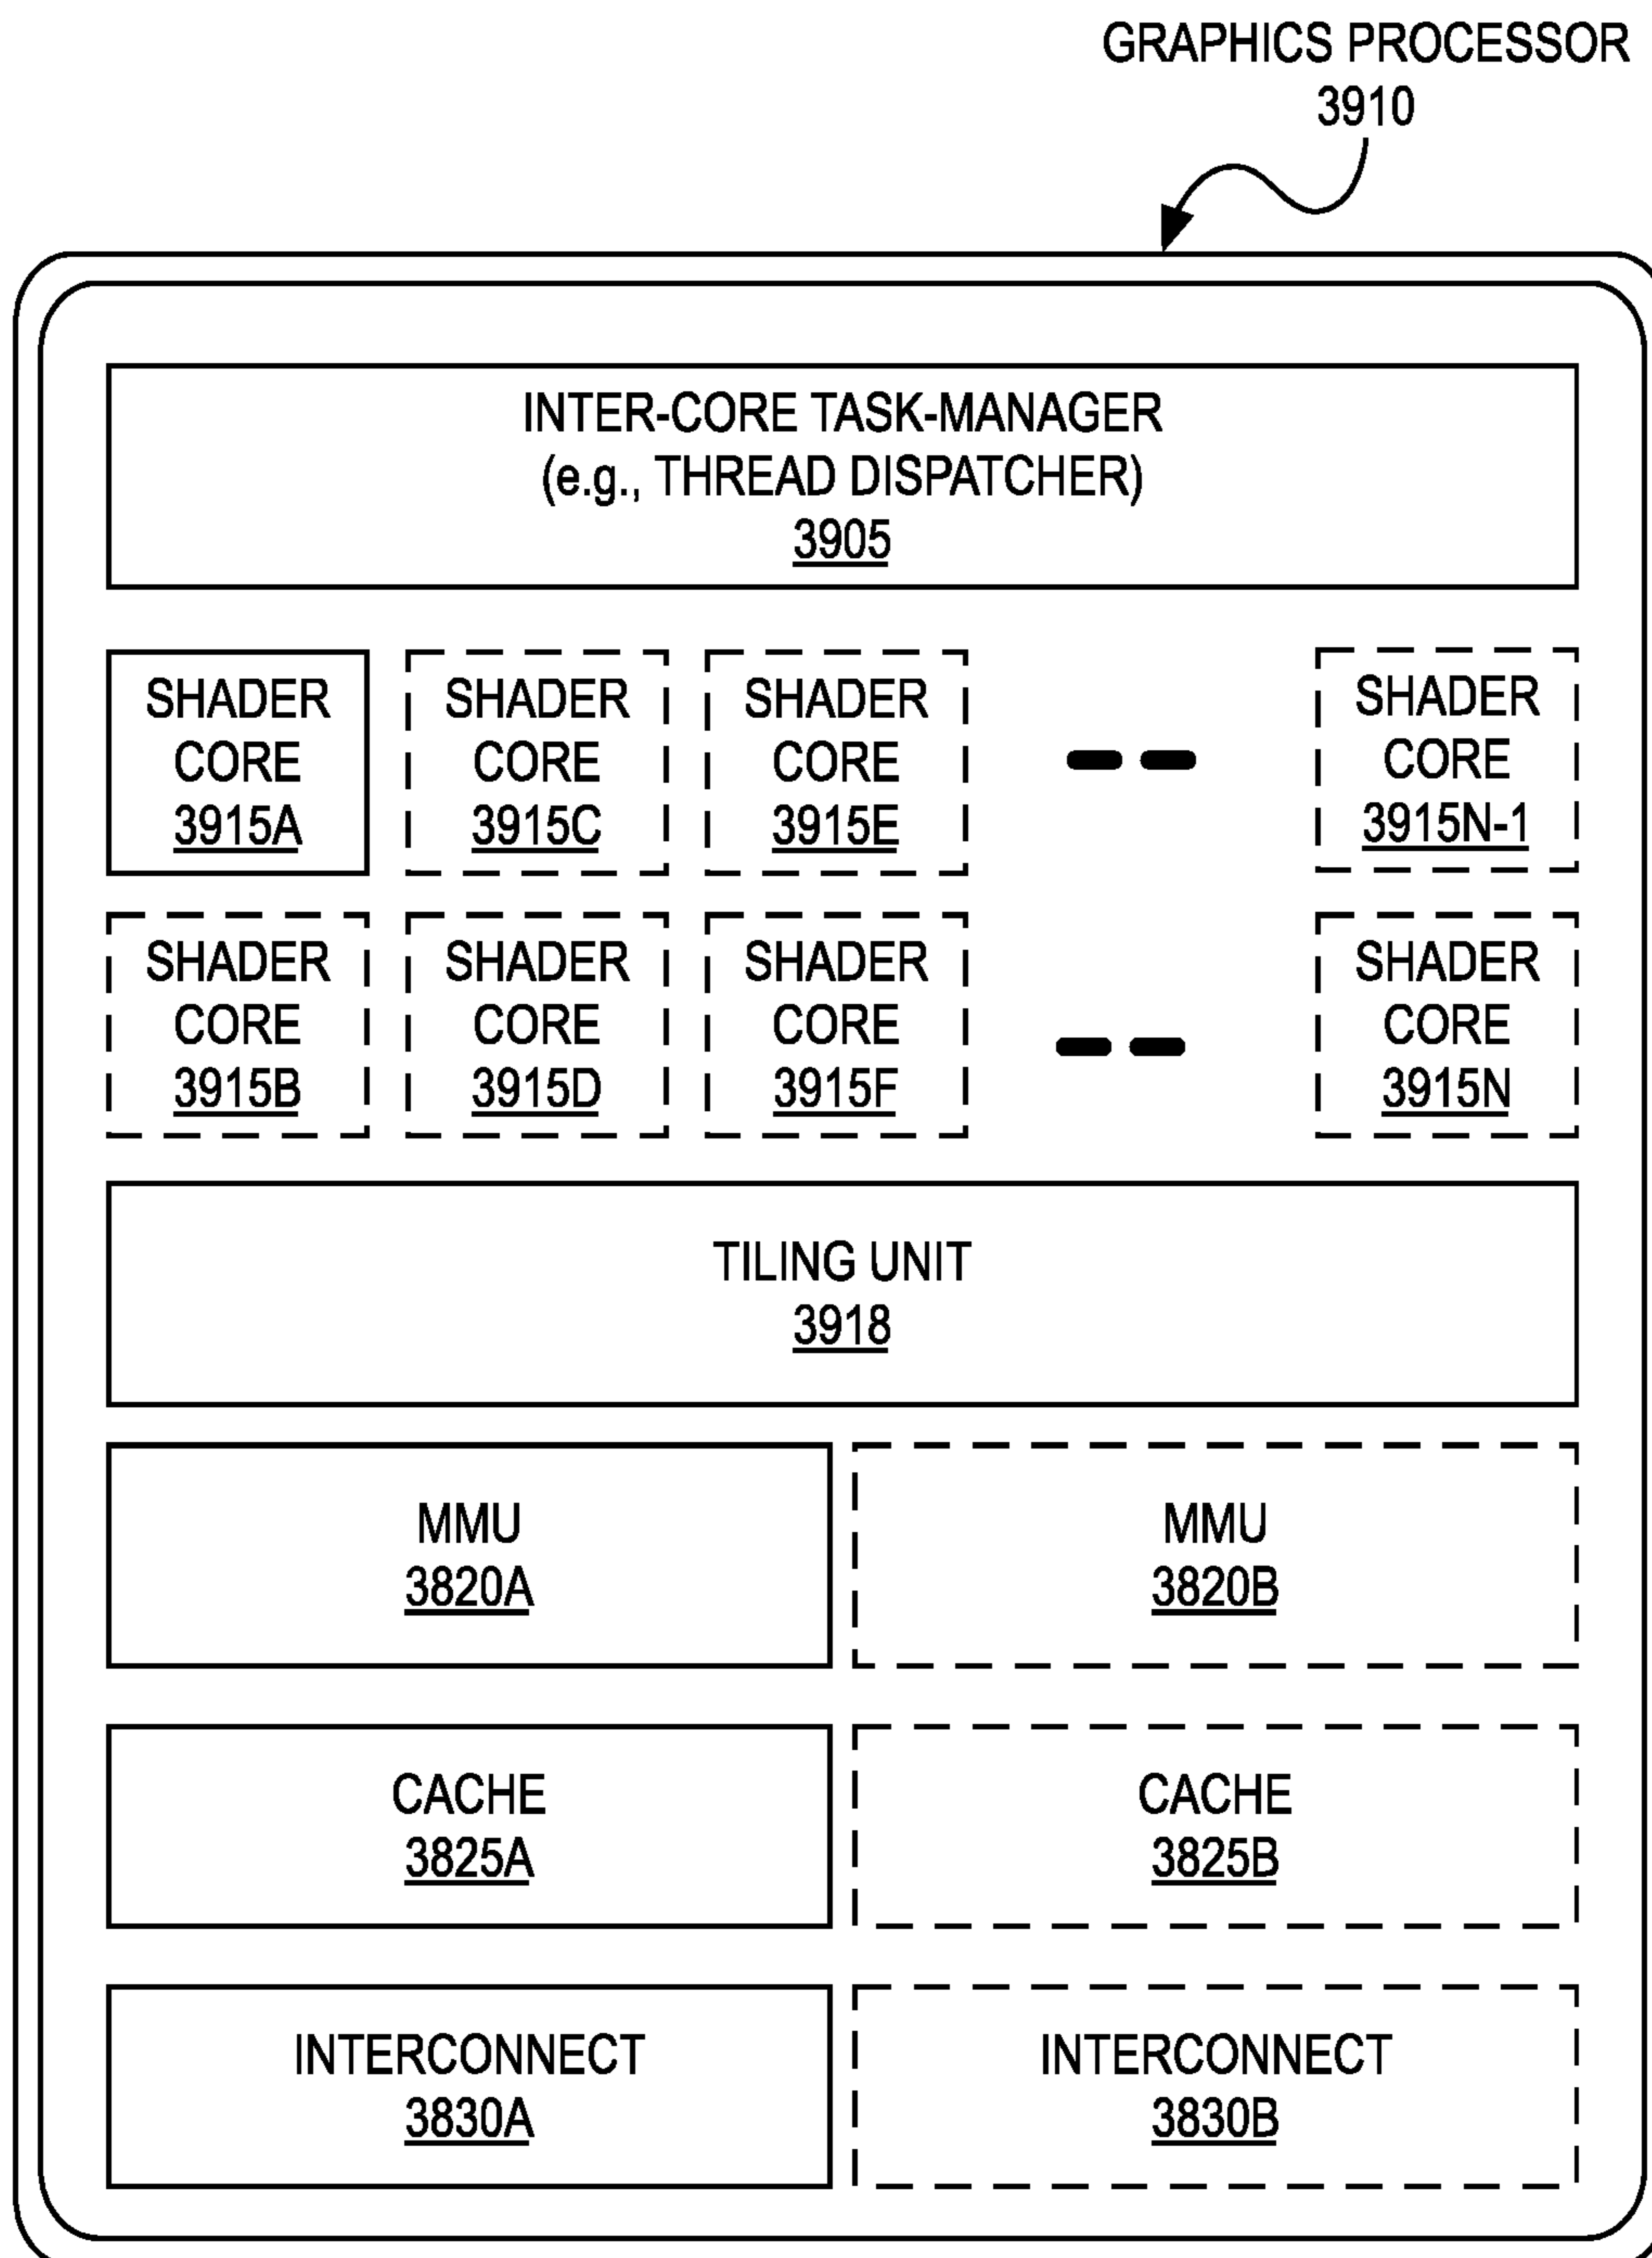 GRAPHICS PROCESSOR
3910
INTER-CORE TASK-MANAGER
(e.g., THREAD DISPATCHER)
3905
SHADER
CORE
3915A
SHADER
CORE
3915C
SHADER
CORE
3915E
SHADER
CORE
3915N-1
SHADER
CORE
3915B
SHADER
CORE
3915D
SHADER
CORE
3915F
SHADER
CORE
3915N
TILING UNIT
3918
MMU
3820A
MMU
3820B
CACHE
3825A
CACHE
3825B
INTERCONNECT
3830A
INTERCONNECT
3830B